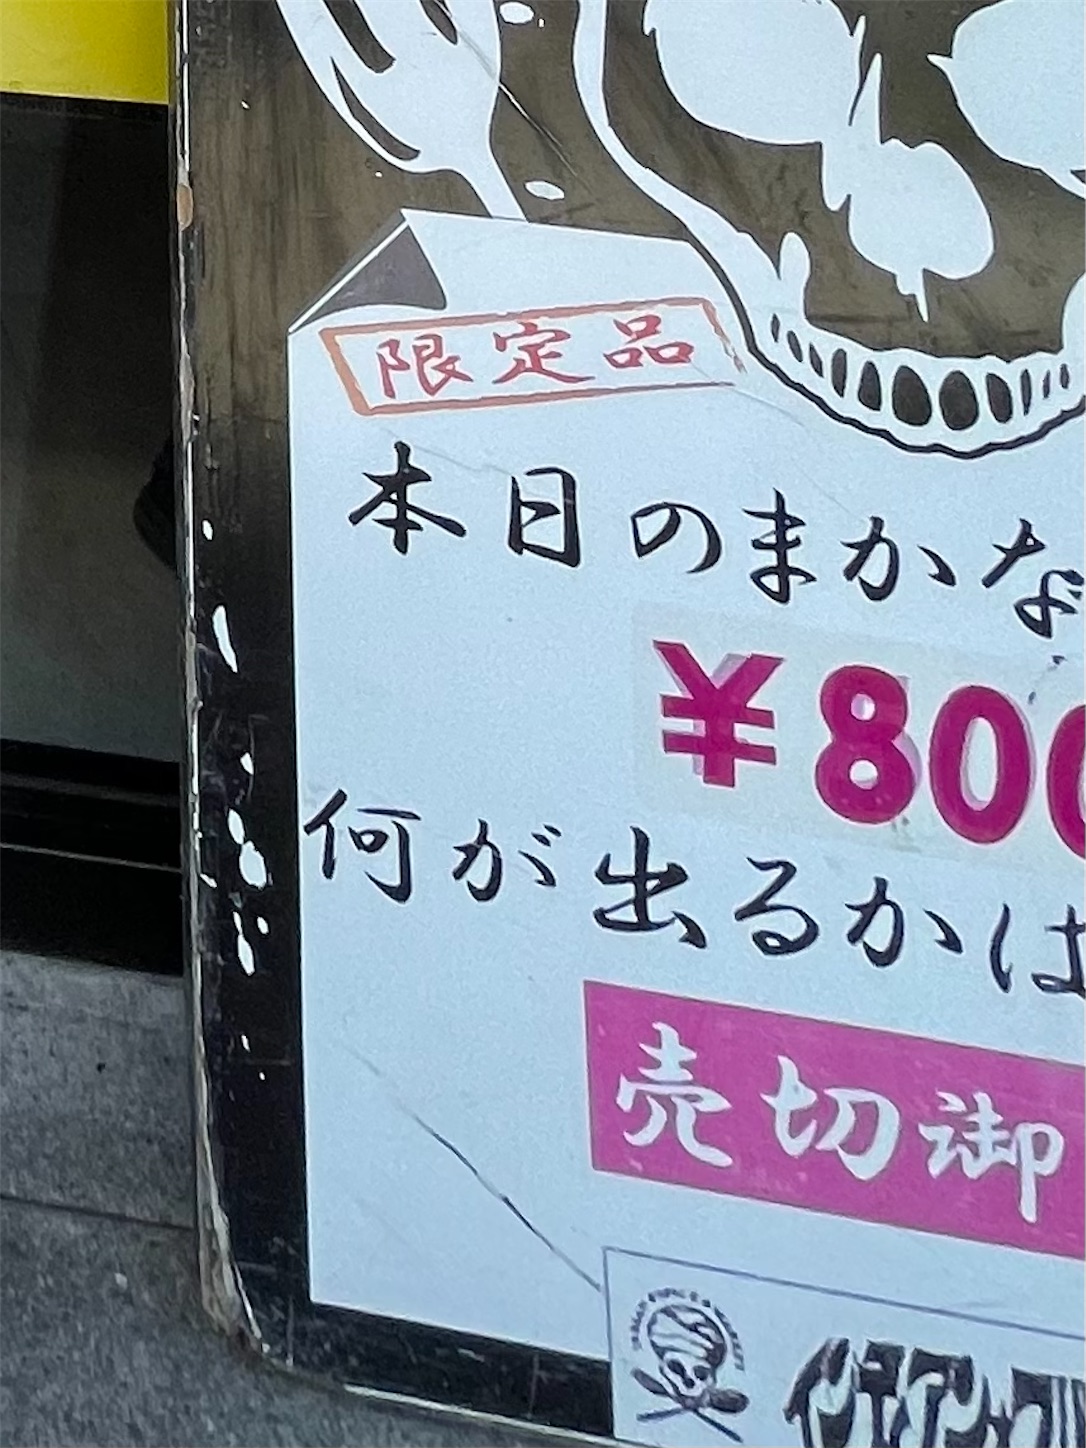 限定品
本日のまかな
¥800
何が出るかは
売切御